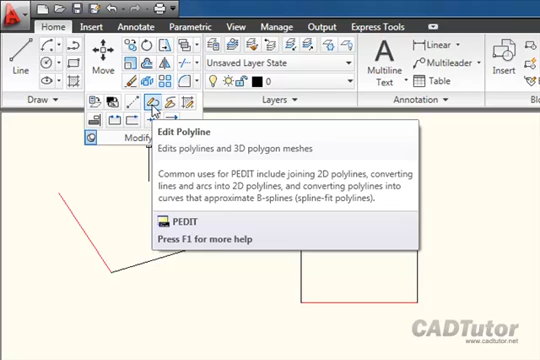 Home Insert Annotate Parametric View Management Output Express Tools
Line
Move
Unsaved Layer State
0
Multiline
Text
Linear
Multileader
Table
Insert
Draw
Layers
Annotation
Modify
Edit Polyline
Edits polylines and 3D polygon meshes
Common uses for PEDIT include joining 2D polylines, converting
lines and arcs into 2D polylines, and converting polylines into
curves that approximate B-splines (spline-fit polylines).
PEDIT
Press F1 for more help
CADTutor
www.cadtutor.net